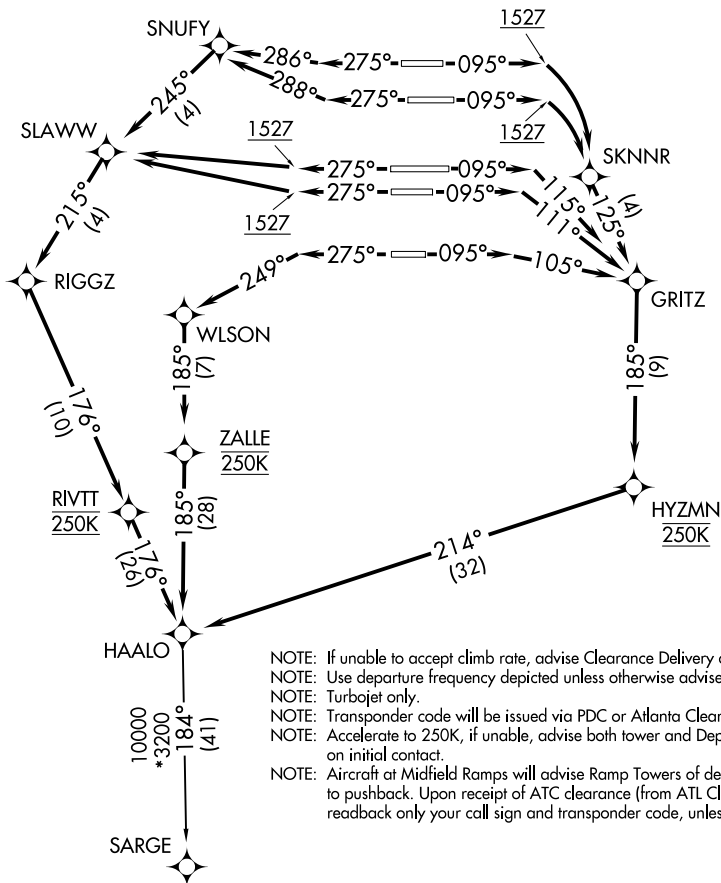 SNUFY
1527
286° 275° 095°
288° 275° 095°
1527
245°
(4)
SLAWW
1527
275° 095°
275° 095°
1527
SKNNR
115°
111°
125°
(4)
215°
(4)
RIGGZ
249° 275° 095° 105°
GRITZ
WLSON
185°
(7)
185°
(9)
176°
(10)
ZALLE
250K
RIVTT
250K
185°
(28)
HYZMN
250K
176°
(26)
214°
(32)
HAALO
NOTE: If unable to accept climb rate, advise Clearance Delivery
NOTE: Use departure frequency depicted unless otherwise advise
NOTE: Turbojet only.
NOTE: Transponder code will be issued via PDC or Atlanta Clear
NOTE: Accelerate to 250K, if unable, advise both tower and Dep
on initial contact.
NOTE: Aircraft at Midfield Ramps will advise Ramp Towers of de
to pushback. Upon receipt of ATC clearance (from ATL Cl
readback only your call sign and transponder code, unles
10000
*3200
184°
(41)
SARGE